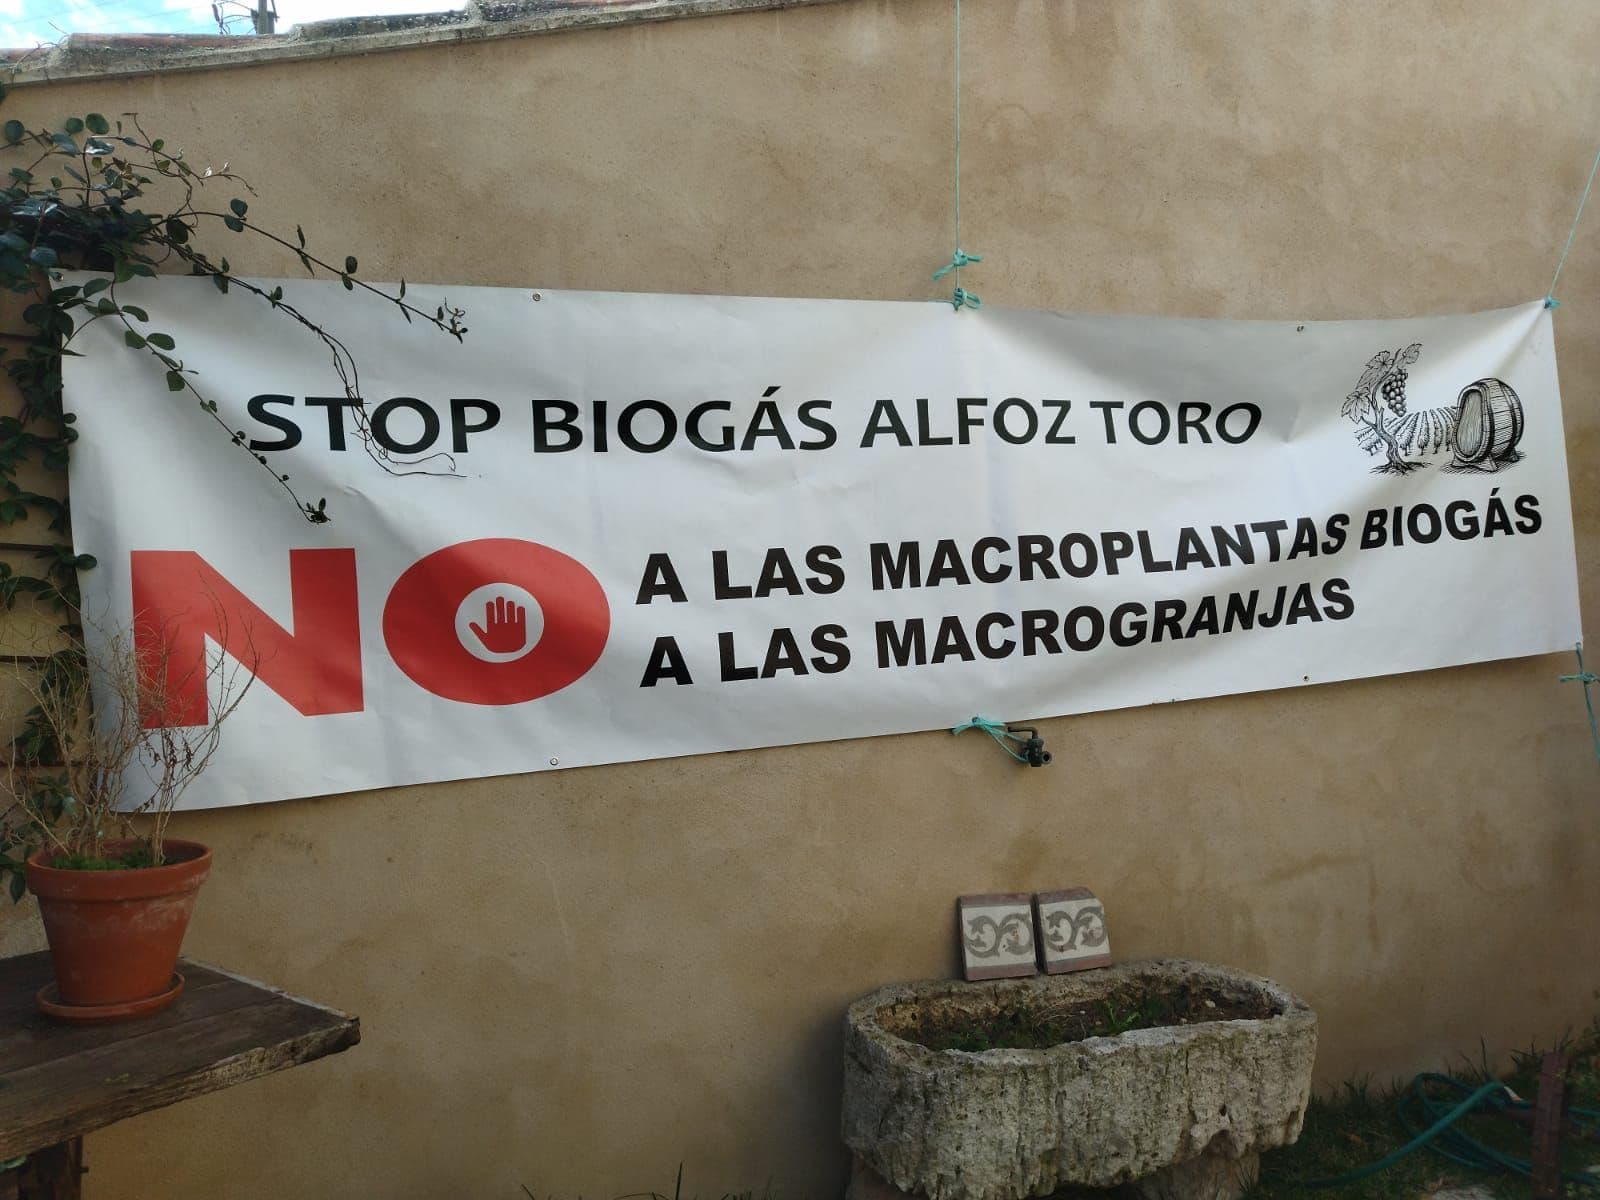 STOP BIOGÁS ALFOZ TORO
NO A LAS MACROPLANTAS BIOGÁS
A LAS MACROGRANJAS